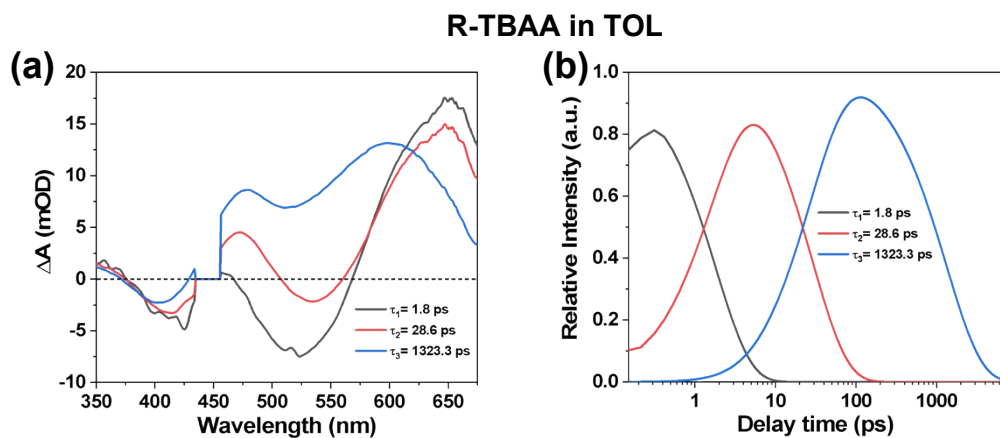 R-TBAA in TOL
(a)
20
15
10
5
0
-5
-10
ΔA (mOD)
350 400 450 500 550 600 650
Wavelength (nm)
τ₁= 1.8 ps
τ₂= 28.6 ps
τ₃= 1323.3 ps
(b)
1.0
0.8
0.6
0.4
0.2
0.0
Relative Intensity (a.u.)
1 10 100 1000
Delay time (ps)
τ₁= 1.8 ps
τ₂= 28.6 ps
τ₃= 1323.3 ps